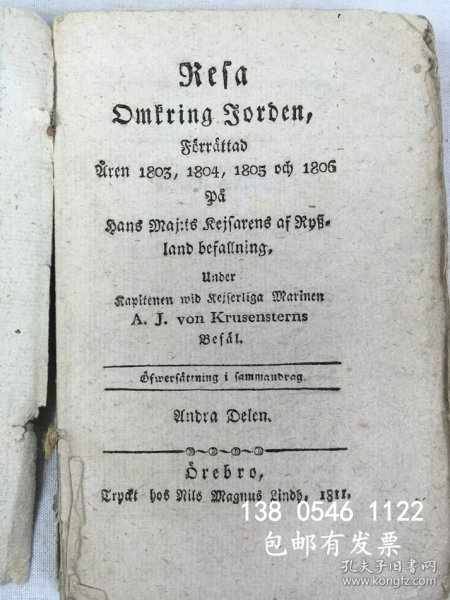 Resa
Omkring Jorden,
Förrättad
Åren 1803, 1804, 1805 och 1806
På
Hans Maj:ts Kejsarens af Ryß-
land befallning,
Under
Kapitenen wid Kejserliga Marinen
A. J. von Krusensterns
Befäl.
Öfwersättning i sammandrag.
Andra Delen.
Örebro,
Tryckt hos Nils Magnus Lindh, 1811.
138 0546 1122
包邮有发票
孔夫子旧书网
www.kongfz.com